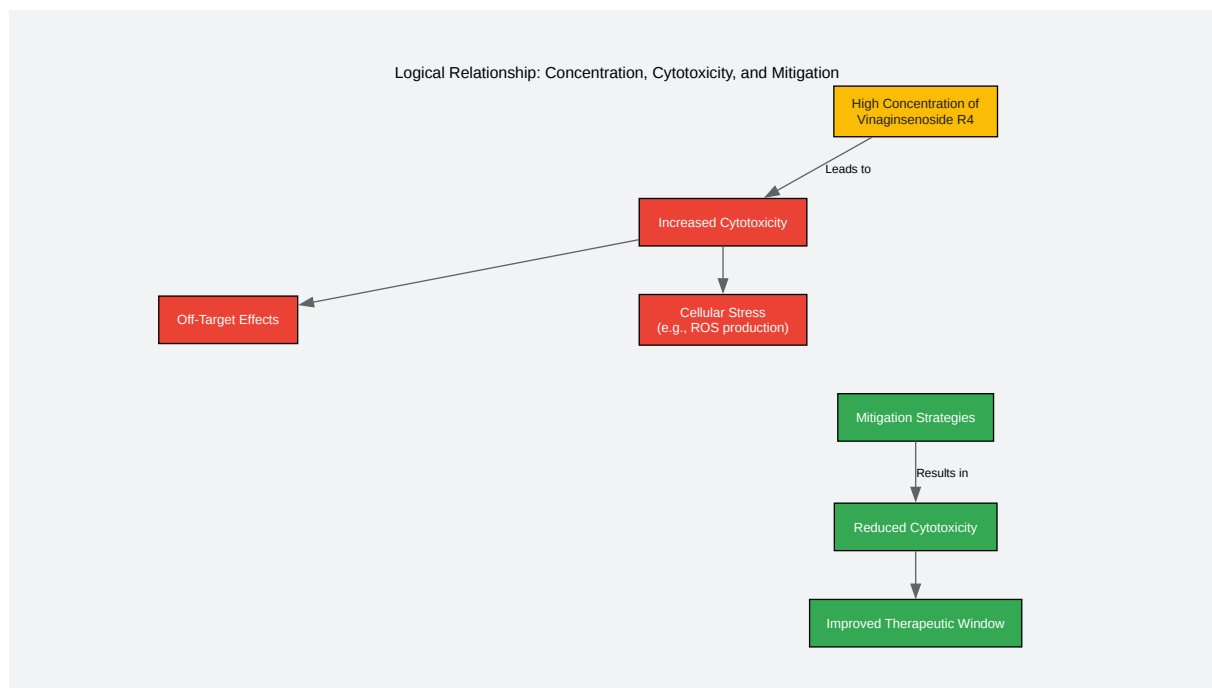 Logical Relationship: Concentration, Cytotoxicity, and Mitigation
High Concentration of
Vinaginsenoside R4
Leads to
Increased Cytotoxicity
Off-Target Effects
Cellular Stress
(e.g., ROS production)
Mitigation Strategies
Results in
Reduced Cytotoxicity
Improved Therapeutic Window